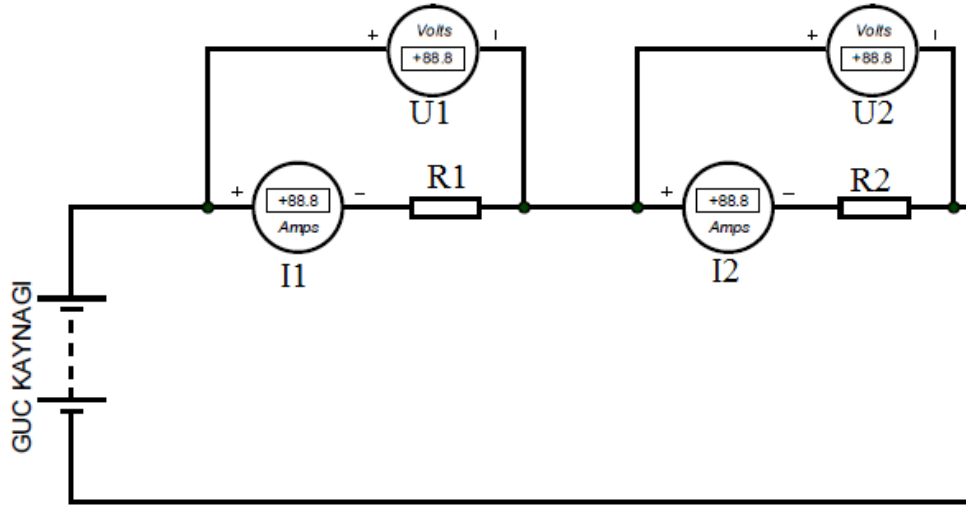 + Volts - + Volts -
+88.8 +88.8
U1 U2
+ +88.8 - R1 + +88.8 - R2
Amps Amps
I1 I2
GUC KAYNAGI